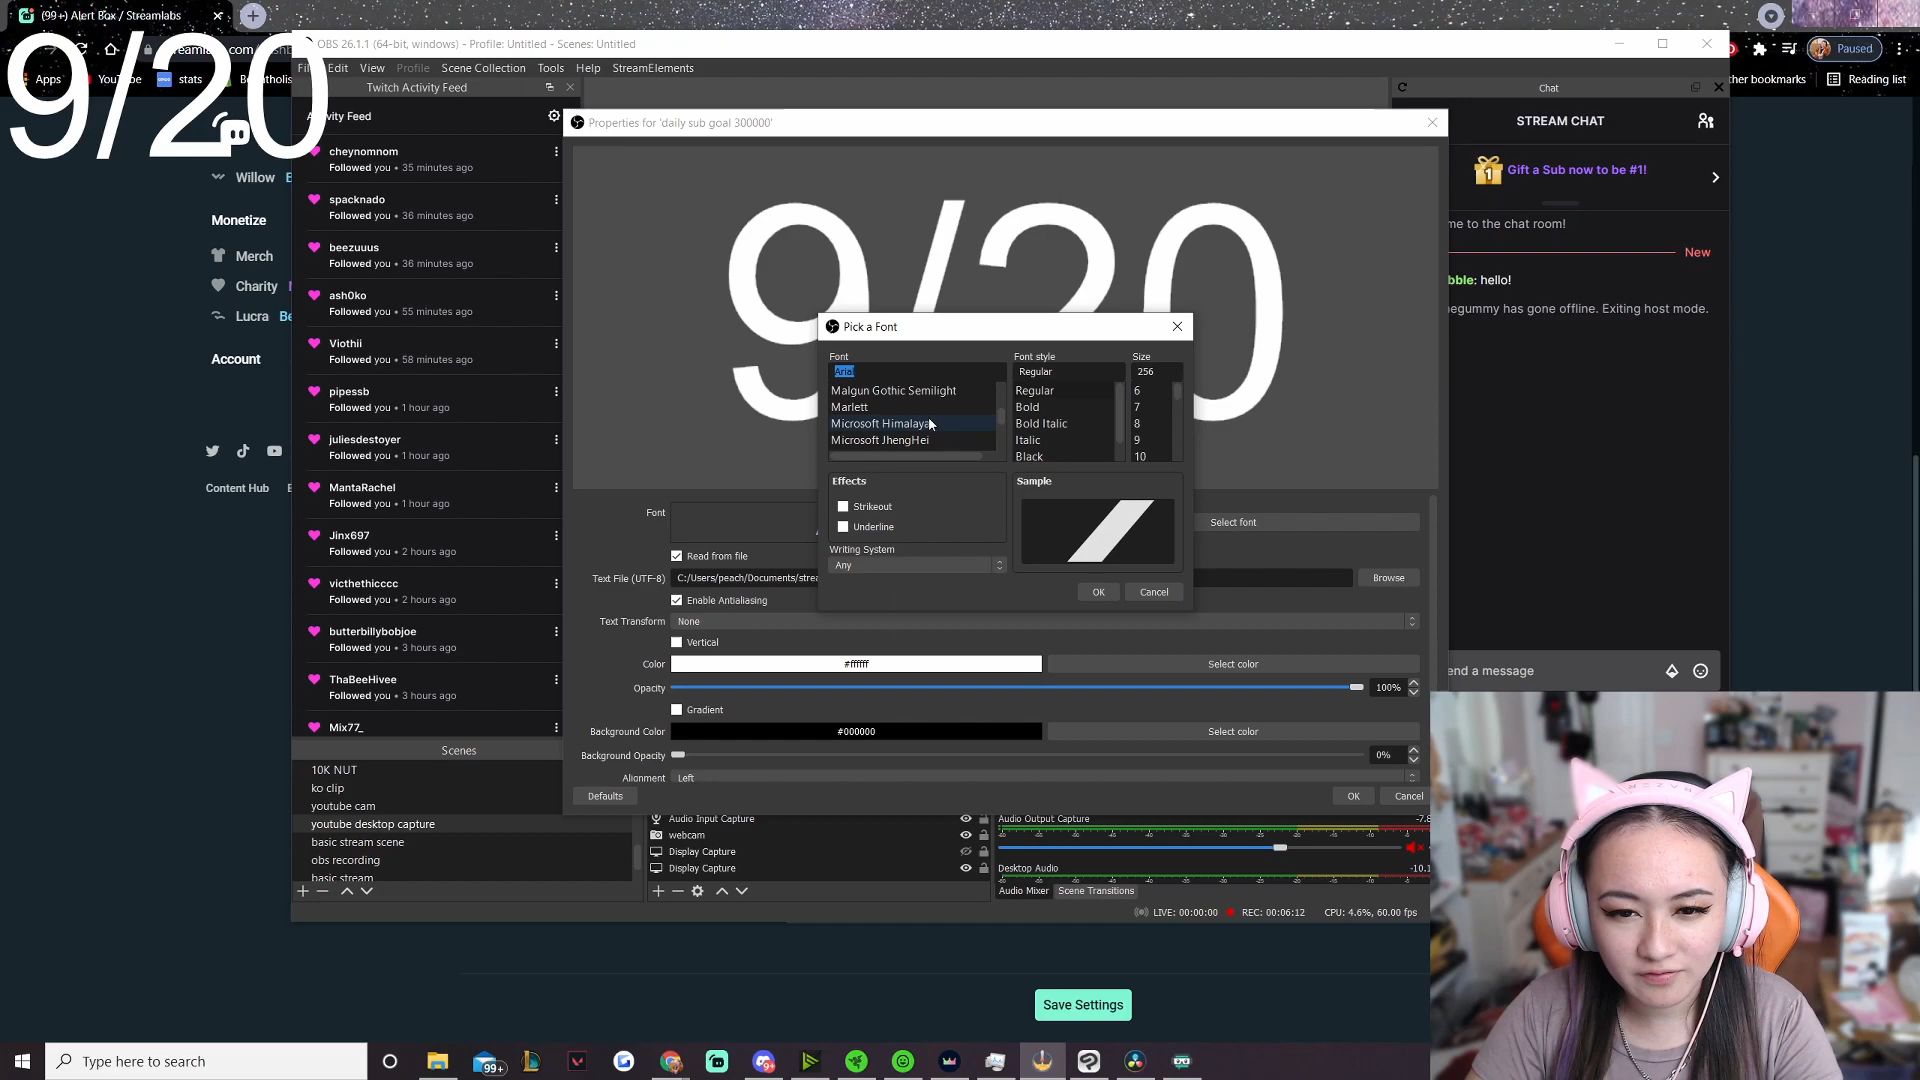 (99+) Alert Box / Streamlabs
9/20
Paused
Apps
YouTube
stats
ther bookmarks
Reading list
OBS 26.1.1 (64-bit, windows) - Profile: Untitled - Scenes: Untitled
Edit
View
Profile
Scene Collection
Tools
Help
StreamElements
Willow
Monetize
Merch
Charity
Lucra
Be
Account
Content Hub
Twitch Activity Feed
ctivity Feed
cheynomnom
Followed you • 35 minutes ago
spacknado
Followed you • 36 minutes ago
beezuuus
Followed you • 36 minutes ago
ash0ko
Followed you • 55 minutes ago
Viothii
Followed you • 58 minutes ago
pipessb
Followed you • 1 hour ago
juliesdestoyer
Followed you • 1 hour ago
MantaRachel
Followed you • 1 hour ago
Jinx697
Followed you • 2 hours ago
victhethicccc
Followed you • 2 hours ago
butterbillybobjoe
Followed you • 3 hours ago
ThaBeeHivee
Followed you • 3 hours ago
Mix77_
Scenes
10K NUT
ko clip
youtube cam
youtube desktop capture
basic stream scene
obs recording
basic stream
Properties for 'daily sub goal 300000'
9/20
Pick a Font
Font
Font style
Size
Arial
Regular
256
Malgun Gothic Semilight
Marlett
Microsoft Himalaya
Microsoft JhengHei
Regular
Bold
Bold Italic
Italic
Black
6
7
8
9
10
Effects
Strikeout
Underline
Sample
Writing System
Any
OK
Cancel
Font
Select font
Read from file
Text File (UTF-8)
C:/Users/peach/Documents/strea
Browse
Enable Antialiasing
Text Transform
None
Vertical
Color
#ffffff
Select color
Opacity
100%
Gradient
Background Color
#000000
Select color
Background Opacity
0%
Alignment
Left
Defaults
OK
Cancel
Audio Input Capture
webcam
Display Capture
Display Capture
Audio Output Capture
-7.8
Desktop Audio
-10.1
Audio Mixer
Scene Transitions
LIVE: 00:00:00
REC: 00:06:12
CPU: 4.6%, 60.00 fps
Chat
STREAM CHAT
1
Gift a Sub now to be #1!
me to the chat room!
New
bble: hello!
egummy has gone offline. Exiting host mode.
end a message
RAZER
Save Settings
Type here to search
99+